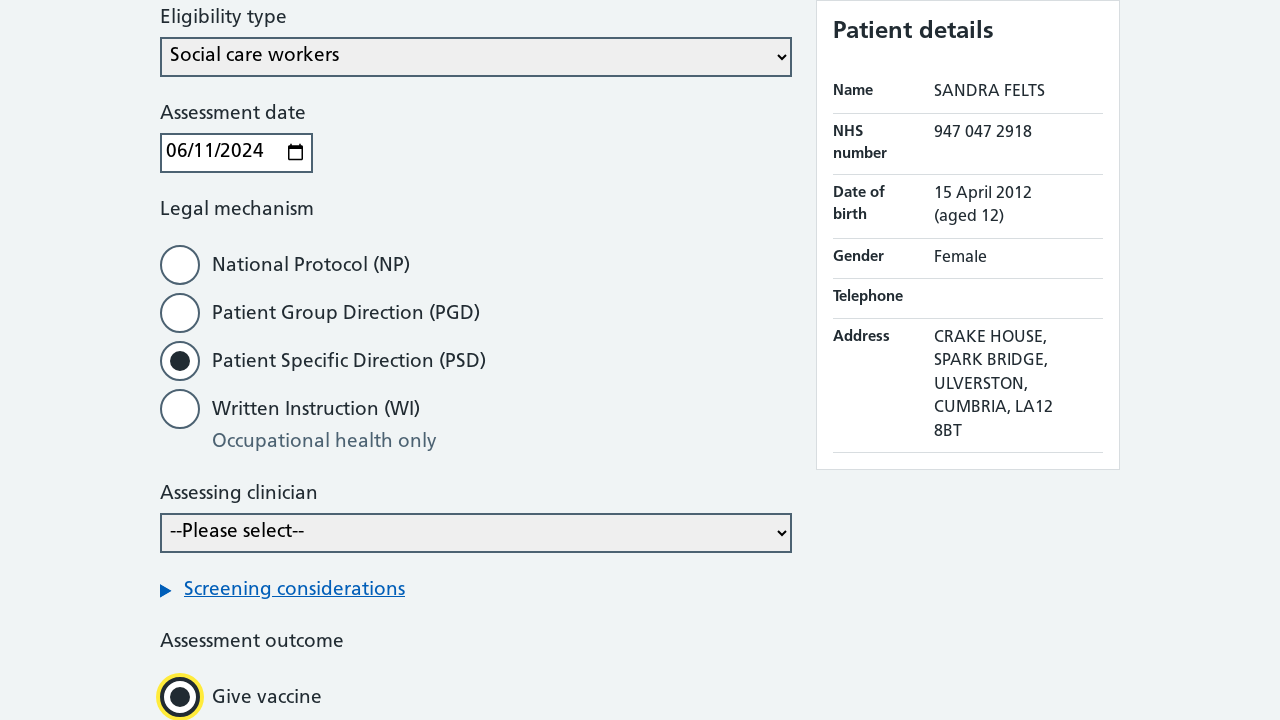 Eligibility type
Social care workers
Assessment date
06/11/2024
Legal mechanism
National Protocol (NP)
Patient Group Direction (PGD)
Patient Specific Direction (PSD)
Written Instruction (WI)
Occupational health only
Assessing clinician
--Please select--
Screening considerations
Assessment outcome
Give vaccine
Patient details
Name SANDRA FELTS
NHS number 947 047 2918
Date of birth 15 April 2012 (aged 12)
Gender Female
Telephone
Address CRAKE HOUSE,
SPARK BRIDGE,
ULVERSTON,
CUMBRIA, LA12
8BT